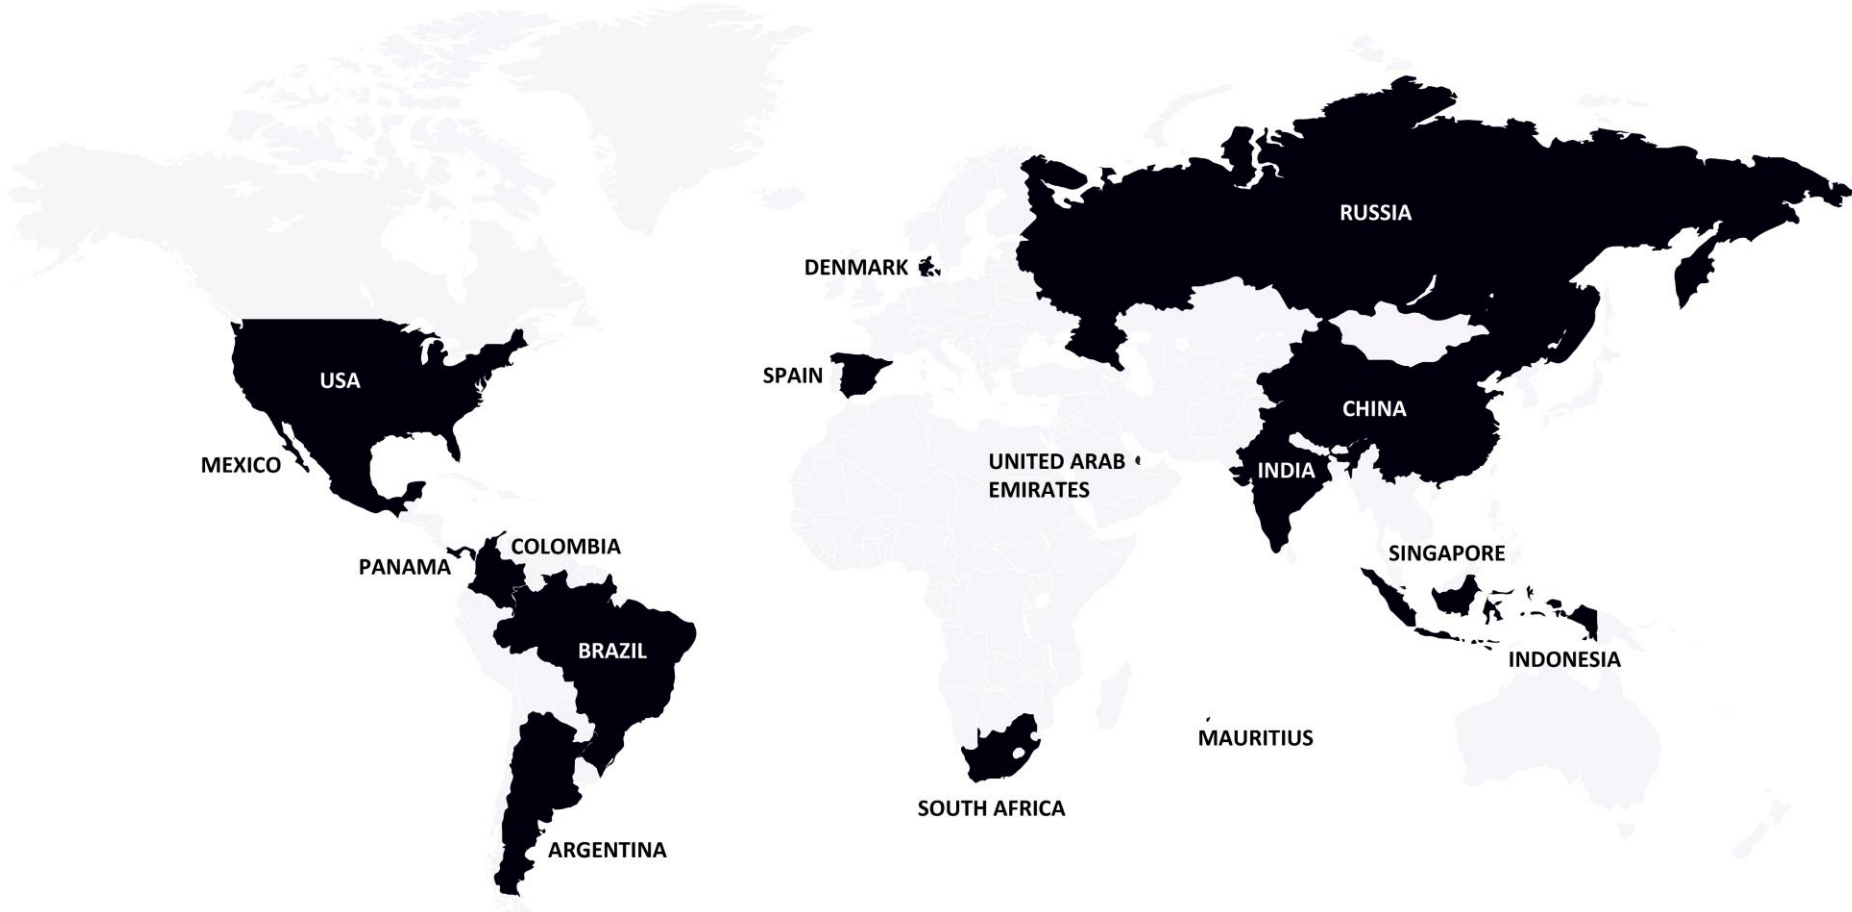 RUSSIA
DENMARK
SPAIN
USA
CHINA
MEXICO
UNITED ARAB
EMIRATES
INDIA
COLOMBIA
PANAMA
SINGAPORE
BRAZIL
INDONESIA
MAURITIUS
SOUTH AFRICA
ARGENTINA